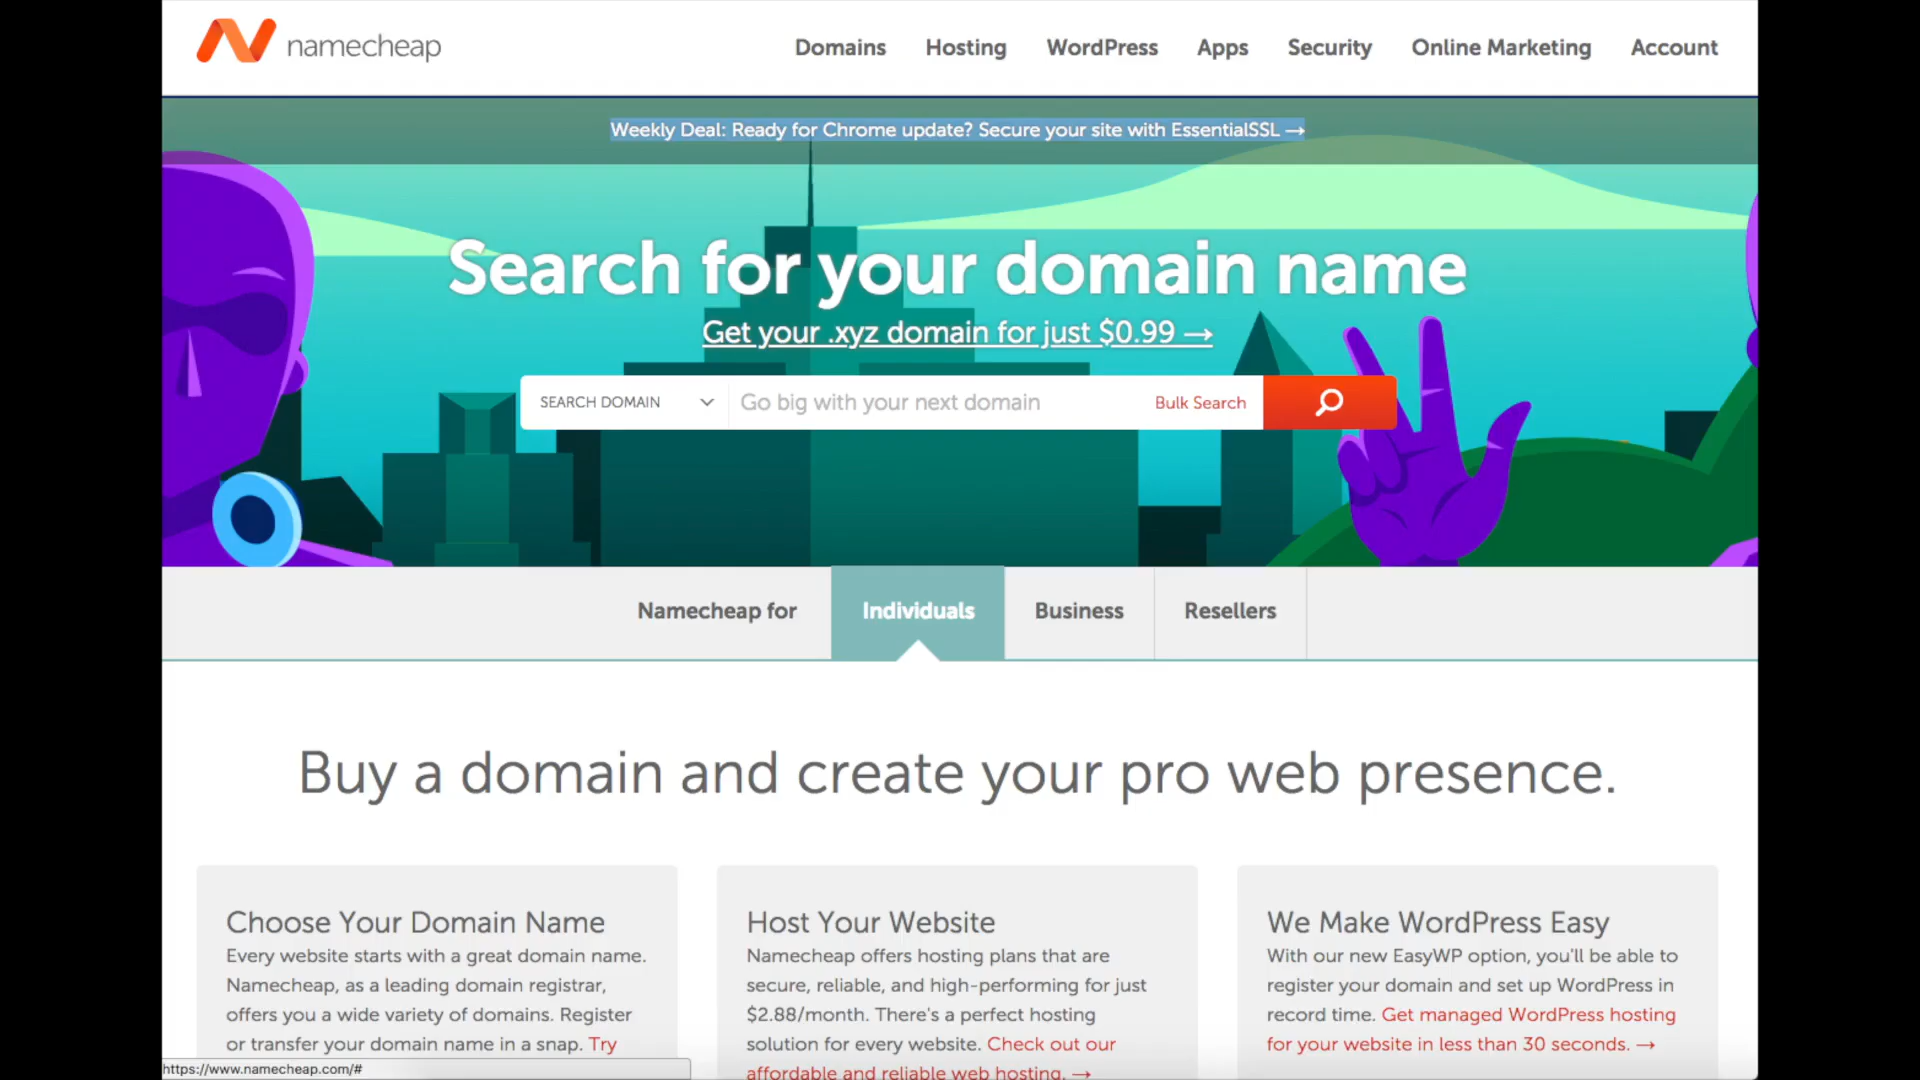 namecheap
Domains Hosting WordPress Apps Security Online Marketing Account
Weekly Deal: Ready for Chrome update? Secure your site with EssentialSSL →
Search for your domain name
Get your .xyz domain for just $0.99 →
SEARCH DOMAIN Go big with your next domain Bulk Search
Namecheap for Individuals Business Resellers
Buy a domain and create your pro web presence.
Choose Your Domain Name
Every website starts with a great domain name.
Namecheap, as a leading domain registrar,
offers you a wide variety of domains. Register
or transfer your domain name in a snap. Try
Host Your Website
Namecheap offers hosting plans that are
secure, reliable, and high-performing for just
$2.88/month. There's a perfect hosting
solution for every website. Check out our
affordable and reliable web hosting. →
We Make WordPress Easy
With our new EasyWP option, you'll be able to
register your domain and set up WordPress in
record time. Get managed WordPress hosting
for your website in less than 30 seconds. →
https://www.namecheap.com/#